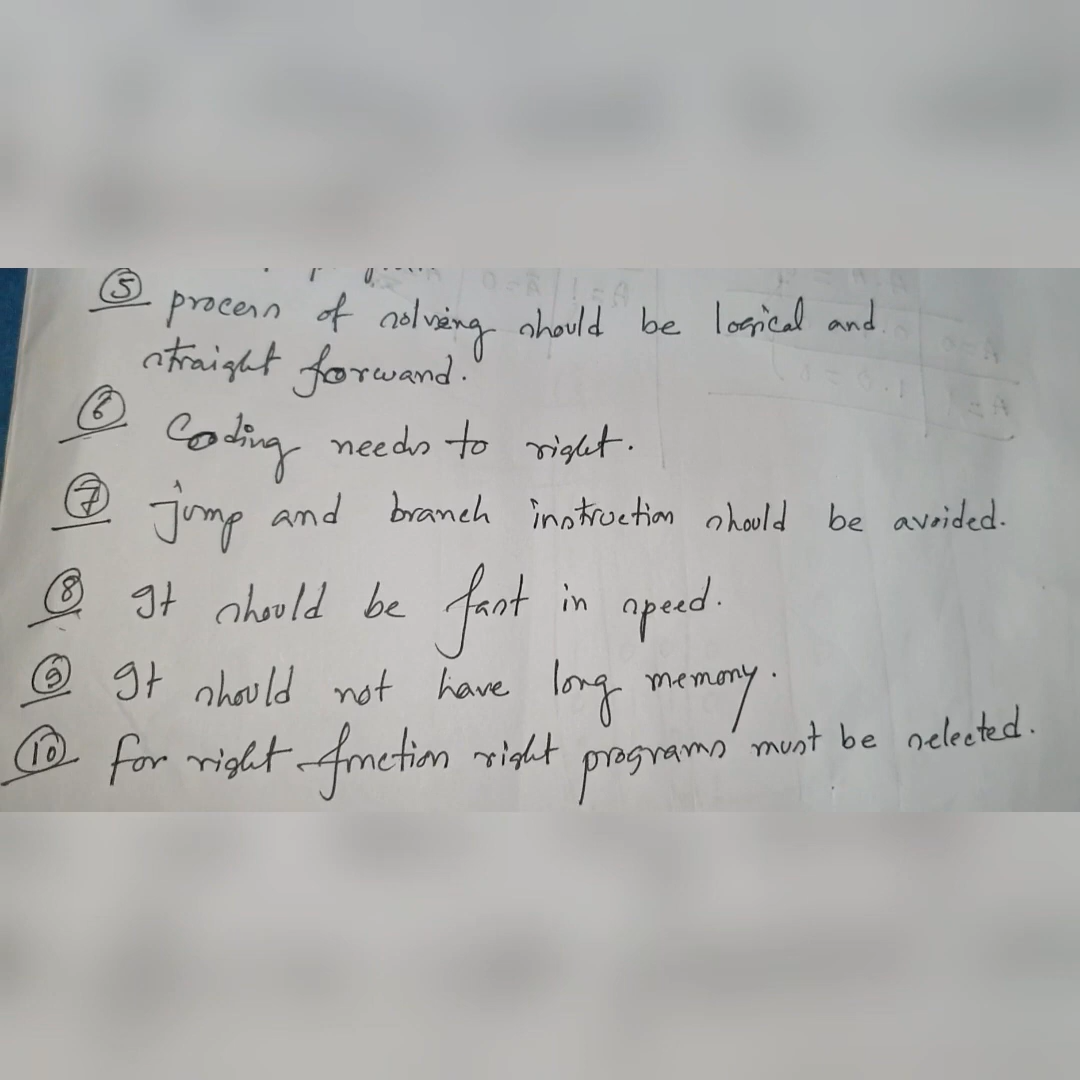 ⑤ process of solving should be logical and
straight forward.
⑥ Coding needs to right.
⑦ jump and branch instruction should be avoided.
⑧ It should be fast in speed.
⑨ It should not have long memory.
⑩ for right function right programs must be selected.